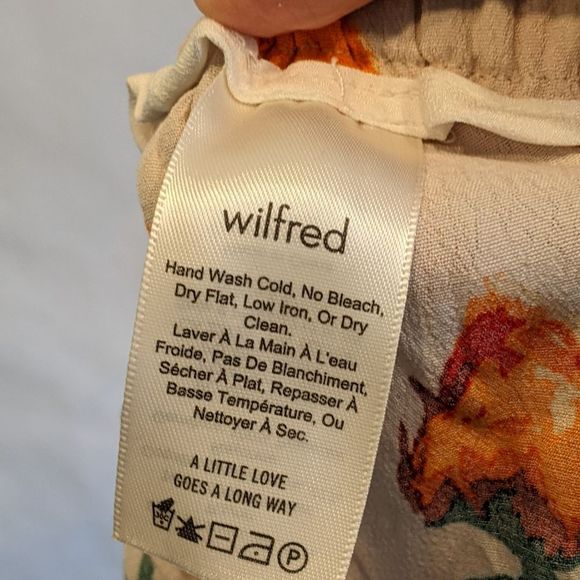 wilfred
Hand Wash Cold, No Bleach,
Dry Flat, Low Iron, Or Dry
Clean.
Laver À La Main À L'eau
Froide, Pas De Blanchiment,
Sécher À Plat, Repasser À
Basse Température, Ou
Nettoyer À Sec.
A LITTLE LOVE
GOES A LONG WAY
P